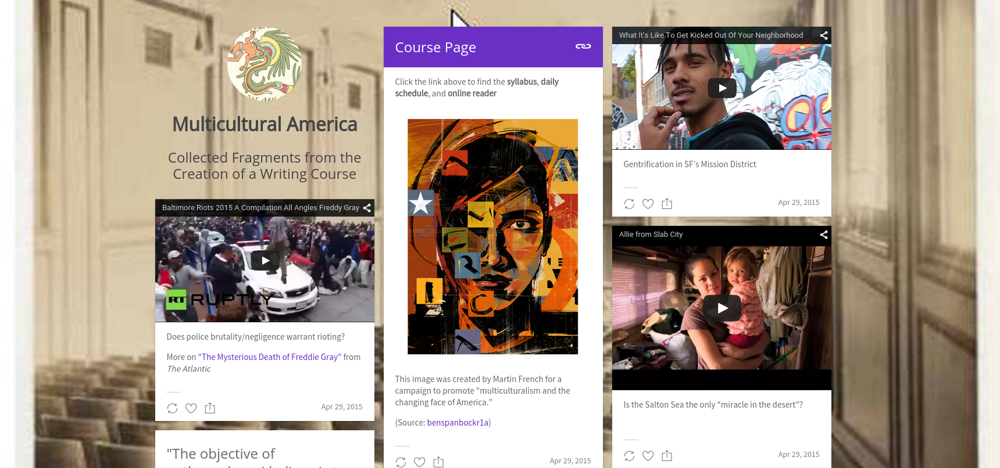 Multicultural America
Collected Fragments from the
Creation of a Writing Course
Baltimore Riots 2015 A Compilation All Angles Freddy Gray
RT RUPTLY
Does police brutality/negligence warrant rioting?
More on “The Mysterious Death of Freddie Gray” from
The Atlantic
Apr 29, 2015
"The objective of
Course Page
Click the link above to find the syllabus, daily
schedule, and online reader
This image was created by Martin French for a
campaign to promote “multiculturalism and the
changing face of America.”
(Source: benspanbockr1a)
Apr 29, 2015
What It's Like To Get Kicked Out Of Your Neighborhood
Gentrification in SF’s Mission District
Apr 29, 2015
Allie from Slab City
Is the Salton Sea the only “miracle in the desert”?
Apr 29, 2015